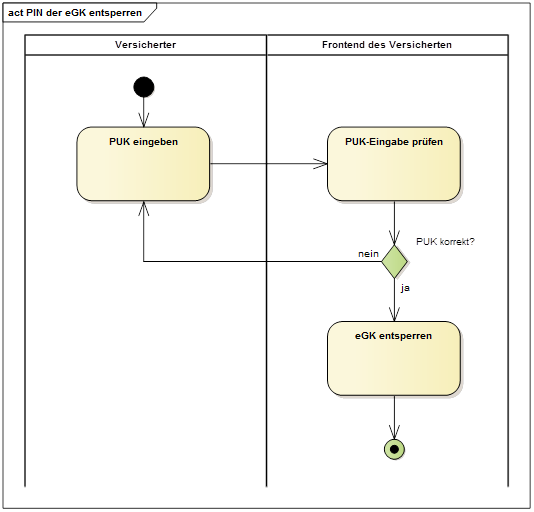 act PIN der eGK entsperren
Versicherter
Frontend des Versicherten
PUK eingeben
PUK-Eingabe prüfen
PUK korrekt?
nein
ja
eGK entsperren